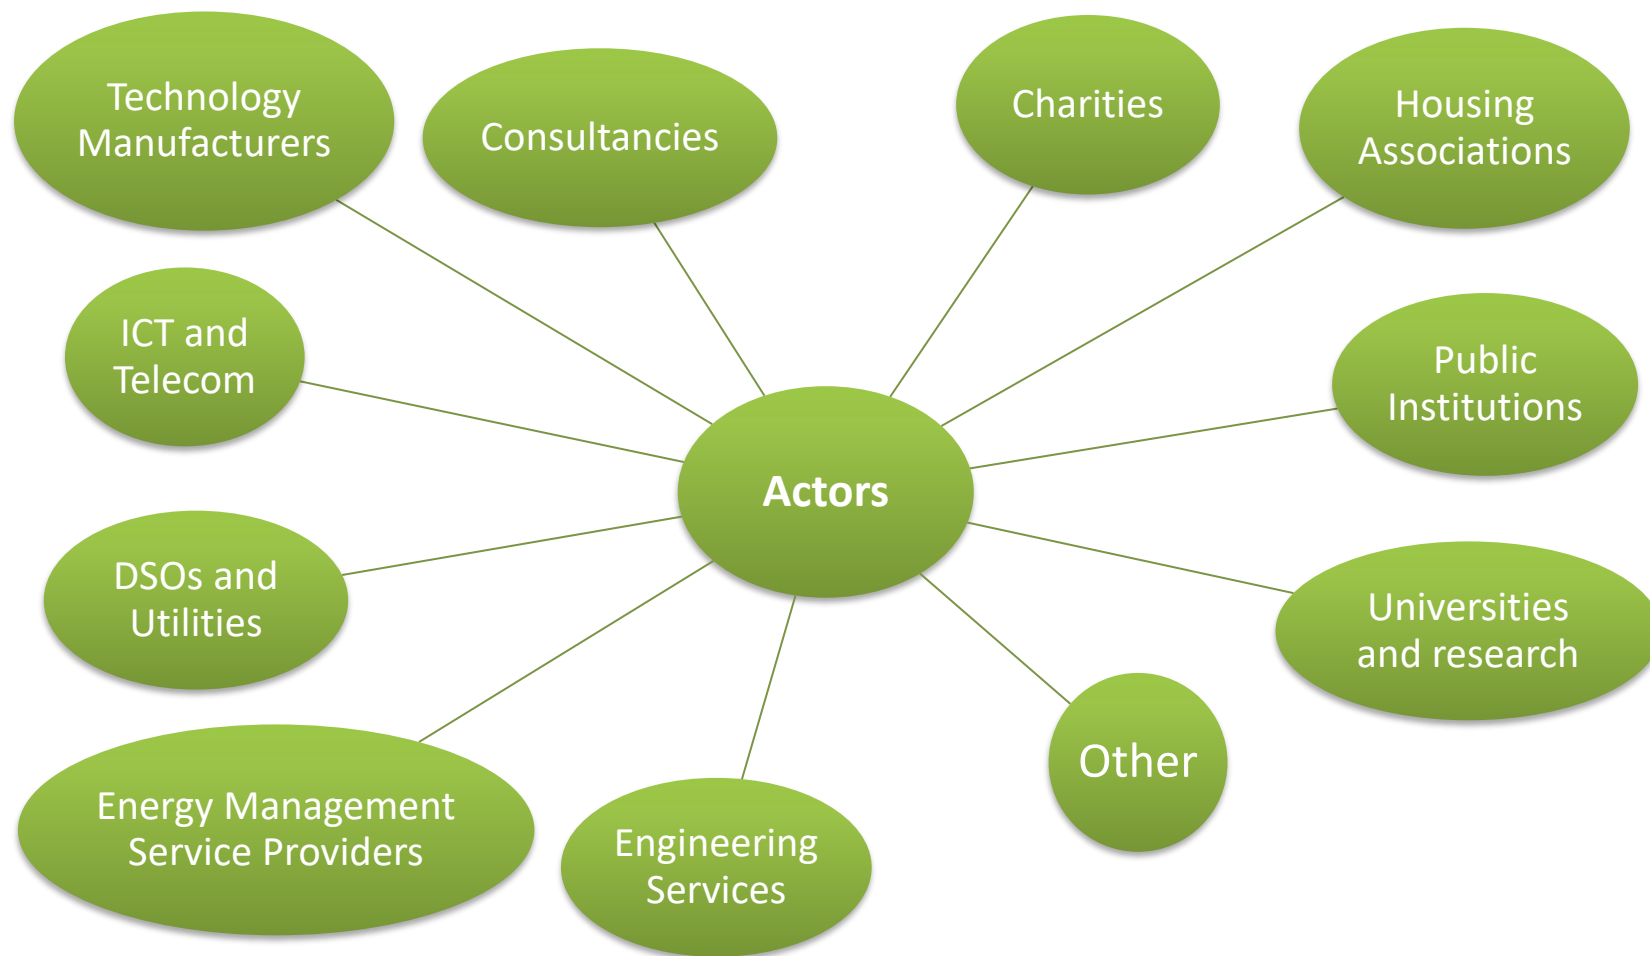 Technology
Manufacturers
Consultancies
Charities
Housing
Associations
ICT and
Telecom
Public
Institutions
Actors
DSOs and
Utilities
Universities
and research
Other
Energy Management
Service Providers
Engineering
Services